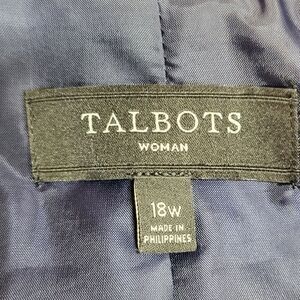 TALBOTS
WOMAN
18W
MADE IN
PHILIPPINES